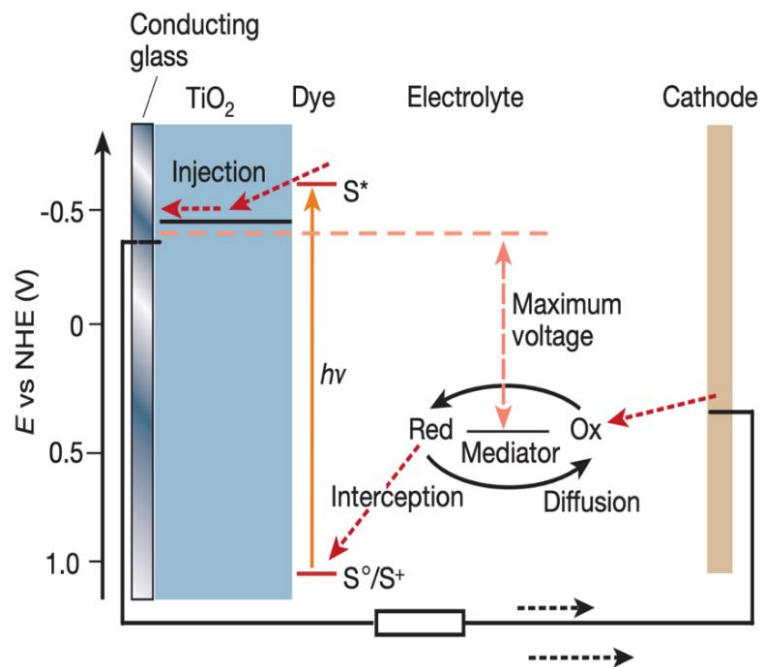 Conducting
glass
TiO₂
Dye
Electrolyte
Cathode
Injection
S*
-0.5
Maximum
voltage
0
E vs NHE (V)
hν
Red
Ox
Mediator
0.5
Interception
Diffusion
1.0
S°/S⁺